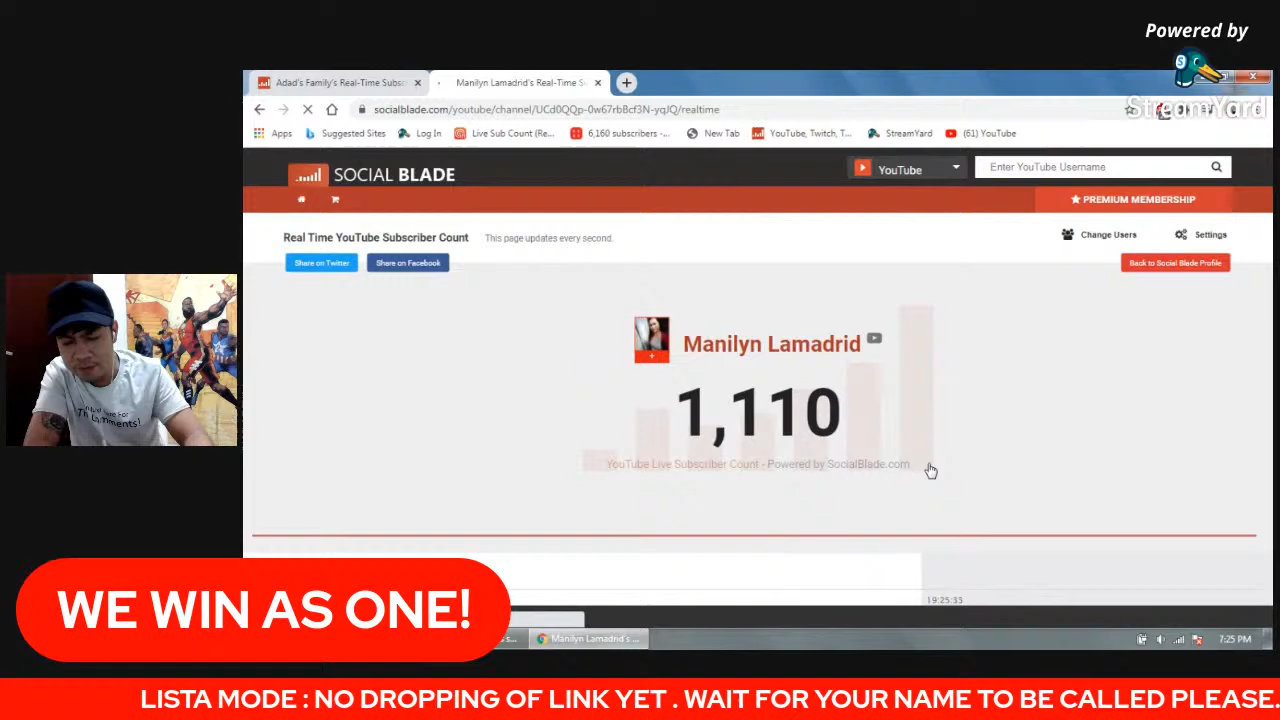 Powered by
StreamYard
Adad's Family's Real-Time Subsc
Manilyn Lamadrid's Real-Time S
socialblade.com/youtube/channel/UCd0QQp-0w67rbBcf3N-yqJQ/realtime
Apps
Suggested Sites
Log In
Live Sub Count (Re...
6,160 subscribers -...
New Tab
YouTube, Twitch, T...
StreamYard
(61) YouTube
SOCIAL BLADE
YouTube
Enter YouTube Username
PREMIUM MEMBERSHIP
Real Time YouTube Subscriber Count
This page updates every second.
Change Users
Settings
Share on Twitter
Share on Facebook
Back to Social Blade Profile
Manilyn Lamadrid
1,110
YouTube Live Subscriber Count - Powered by SocialBlade.com
19:25:33
WE WIN AS ONE!
Manilyn Lamadrid's ...
7:25 PM
LISTA MODE : NO DROPPING OF LINK YET . WAIT FOR YOUR NAME TO BE CALLED PLEASE.